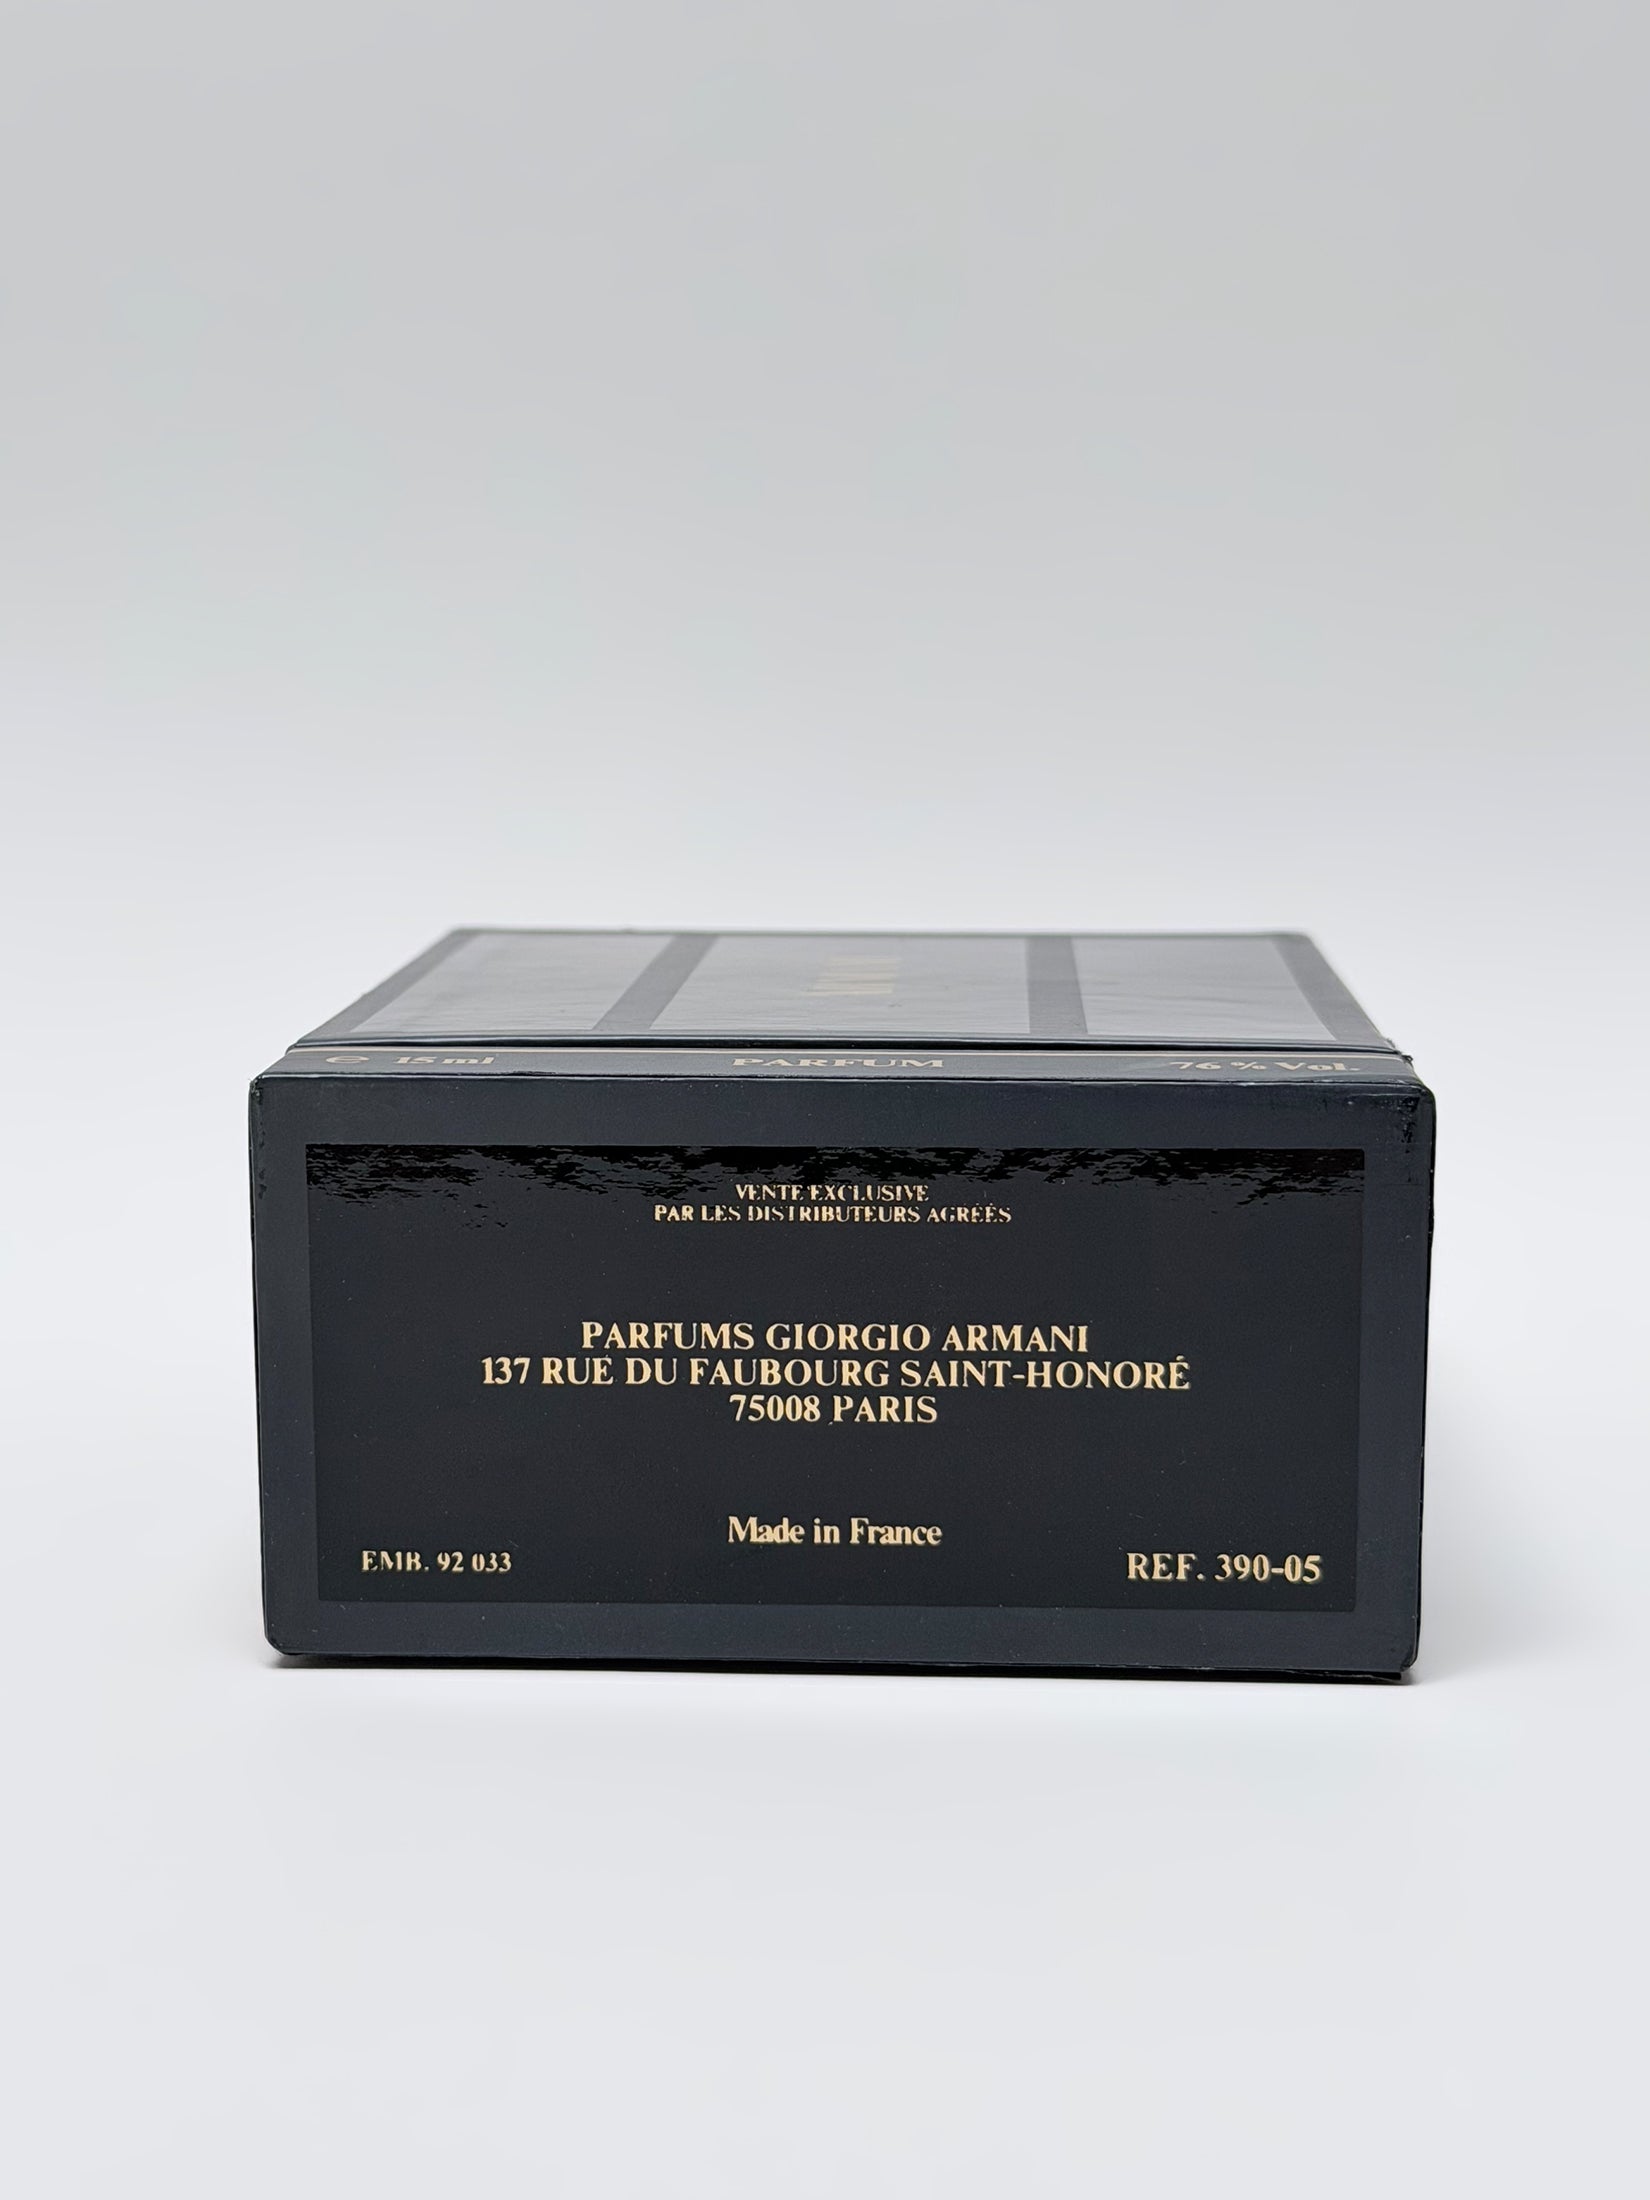 ℮ 15 ml PARFUM 76 % Vol.
VENTE EXCLUSIVE
PAR LES DISTRIBUTEURS AGRÉÉS
PARFUMS GIORGIO ARMANI
137 RUE DU FAUBOURG SAINT-HONORÉ
75008 PARIS
Made in France
EMB. 92 033
REF. 390-05